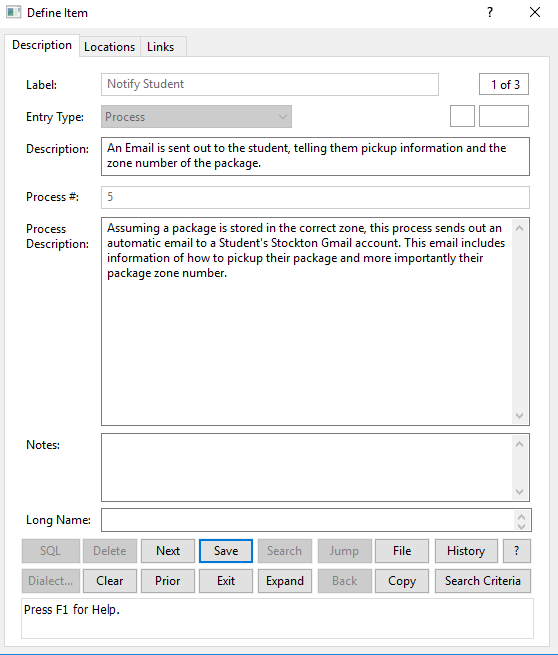 Define Item
?
Description Locations Links
Label: Notify Student 1 of 3
Entry Type: Process
Description: An Email is sent out to the student, telling them pickup information and the
zone number of the package.
Process #: 5
Process Assuming a package is stored in the correct zone, this process sends out an
Description: automatic email to a Student's Stockton Gmail account. This email includes
information of how to pickup their package and more importantly their
package zone number.
Notes:
Long Name:
SQL Delete Next Save Search Jump File History ?
Dialect... Clear Prior Exit Expand Back Copy Search Criteria
Press F1 for Help.